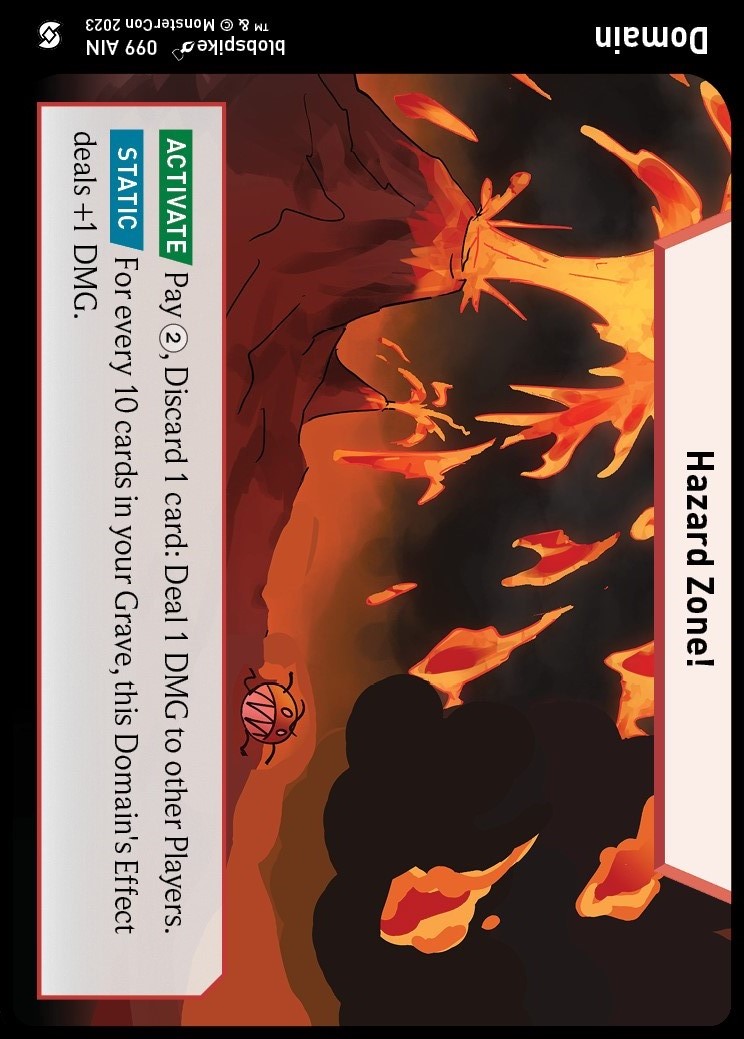 Hazard Zone!
ACTIVATE Pay 2, Discard 1 card: Deal 1 DMG to other Players.
STATIC For every 10 cards in your Grave, this Domain's Effect
deals +1 DMG.
Domain
blobspike
099 AIN
™ & © MonsterCon 2023